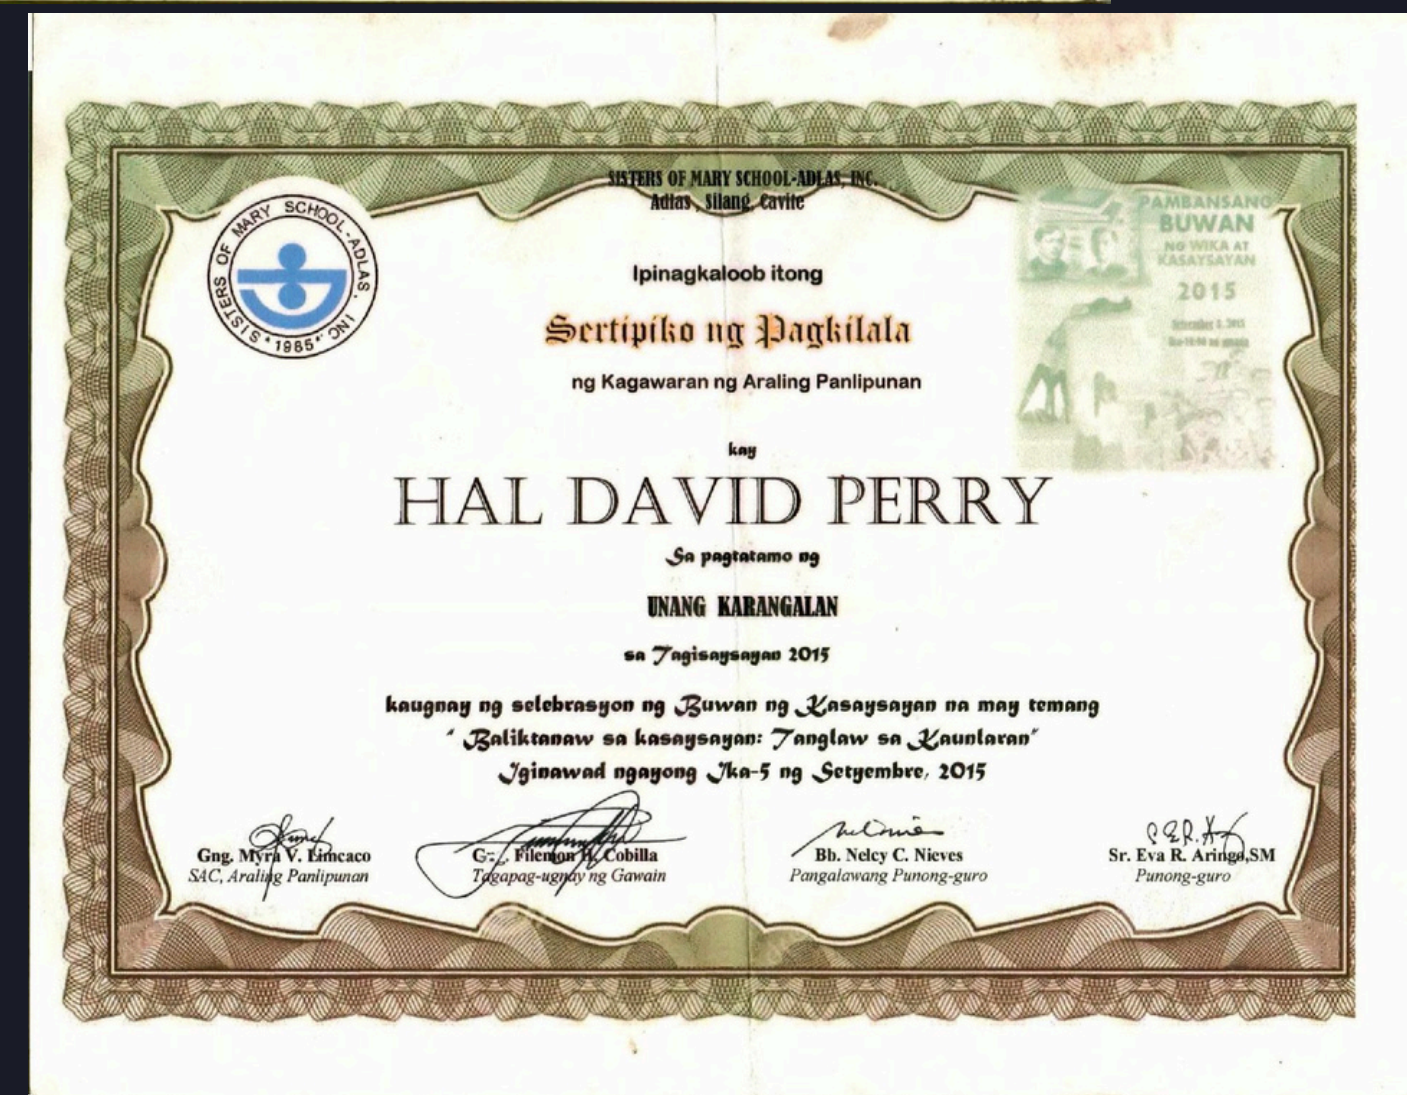 SISTERS OF MARY SCHOOL-ADLAS, INC.
Adlas , Silang, Cavite
SISTERS OF MARY SCHOOL-ADLAS, INC.
*1985*
PAMBANSANG
BUWAN
NG WIKA AT
KASAYSAYAN
2015
Ipinagkaloob itong
Sertipiko ng Pagkilala
ng Kagawaran ng Araling Panlipunan
kay
HAL DAVID PERRY
Sa pagtatamo ng
UNANG KARANGALAN
sa Tagisaysayan 2015
kaugnay ng selebrasyon ng Buwan ng Kasaysayan na may temang
" Baliktanaw sa kasaysayan: Tanglaw sa Kaunlaran"
Iginawad ngayong Ika-5 ng Setyembre, 2015
Gng. Myra V. Limcaco
SAC, Araling Panlipunan
Filemon Cobilla
Tagapag-ugnay ng Gawain
Bb. Nelcy C. Nieves
Pangalawang Punong-guro
Sr. Eva R. Aringo,SM
Punong-guro